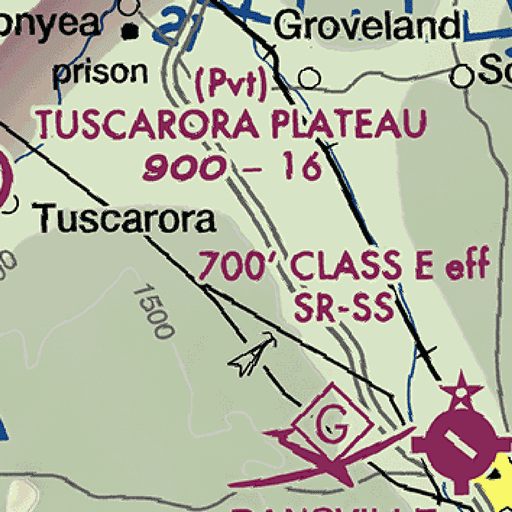 Groveland
prison
(Pvt)
TUSCARORA PLATEAU
900 - 16
Tuscarora
700' CLASS E eff
SR-SS
1500
G